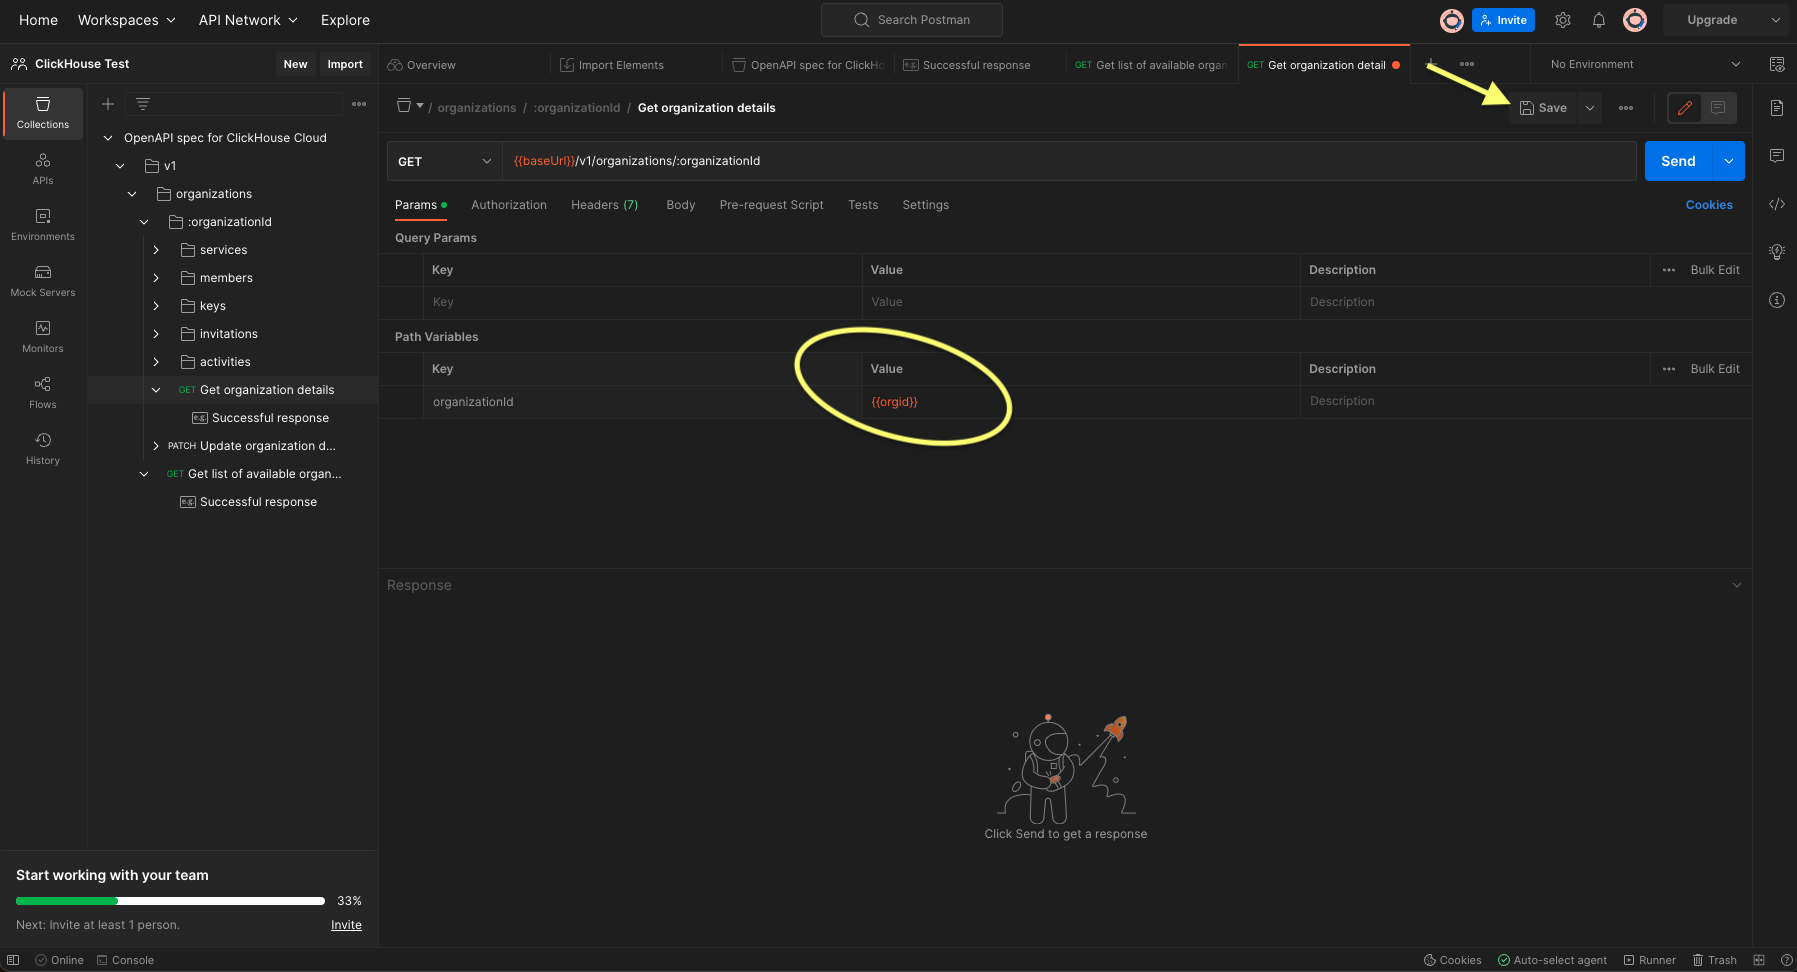 Home Workspaces API Network Explore Search Postman Invite Upgrade
ClickHouse Test New Import Overview Import Elements OpenAPI spec for ClickHo Successful response GET Get list of available organ GET Get organization detail No Environment
Collections
APIs
Environments
Mock Servers
Monitors
Flows
History
OpenAPI spec for ClickHouse Cloud
v1
organizations
:organizationId
services
members
keys
invitations
activities
GET Get organization details
e.g. Successful response
PATCH Update organization d...
GET Get list of available organ...
e.g. Successful response
/ organizations / :organizationId / Get organization details Save
GET {{baseUrl}}/v1/organizations/:organizationId Send
Params Authorization Headers (7) Body Pre-request Script Tests Settings Cookies
Query Params
Key Value Description Bulk Edit
Key Value Description
Path Variables
Key Value Description Bulk Edit
organizationId {{orgid}} Description
Response
Click Send to get a response
Start working with your team
33%
Next: Invite at least 1 person. Invite
Online Console Cookies Auto-select agent Runner Trash